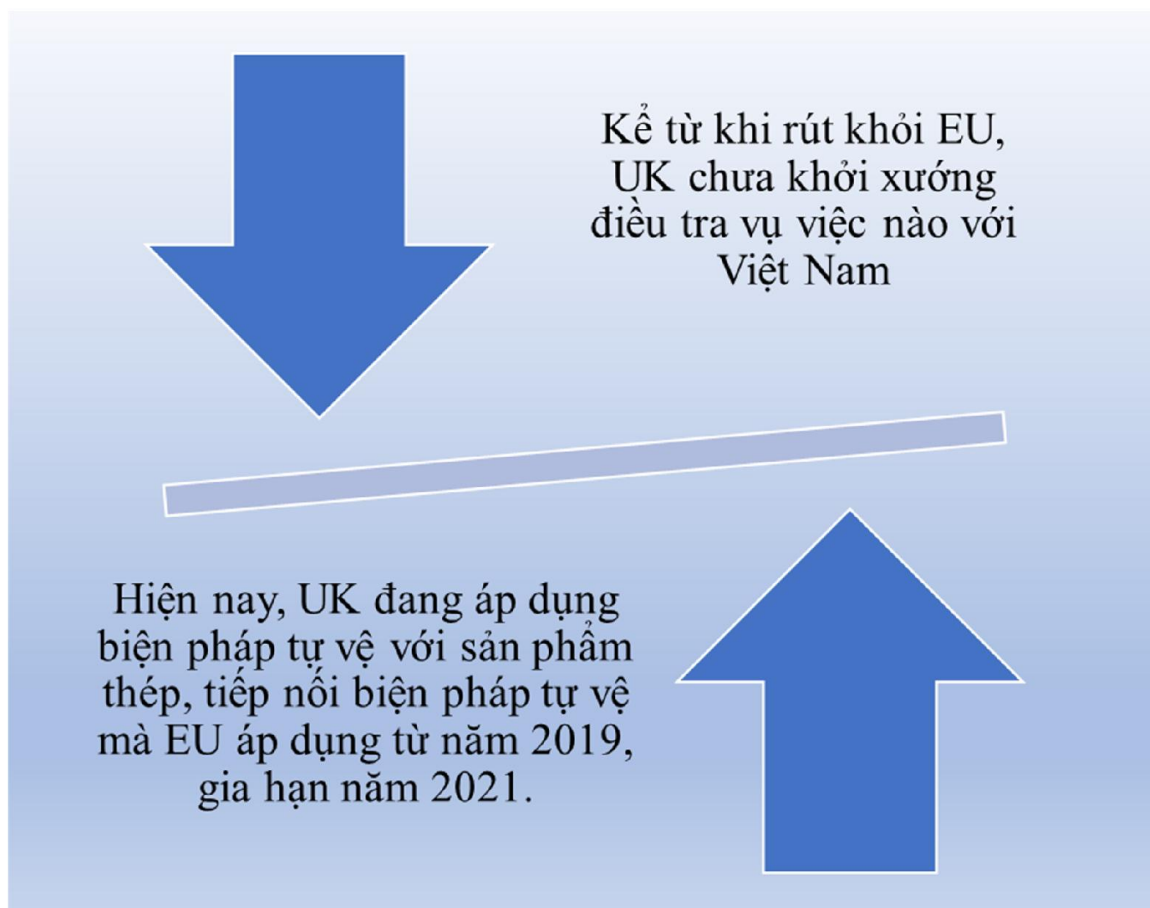 Kể từ khi rút khỏi EU,
UK chưa khởi xướng
điều tra vụ việc nào với
Việt Nam
Hiện nay, UK đang áp dụng
biện pháp tự vệ với sản phẩm
thép, tiếp nối biện pháp tự vệ
mà EU áp dụng từ năm 2019,
gia hạn năm 2021.